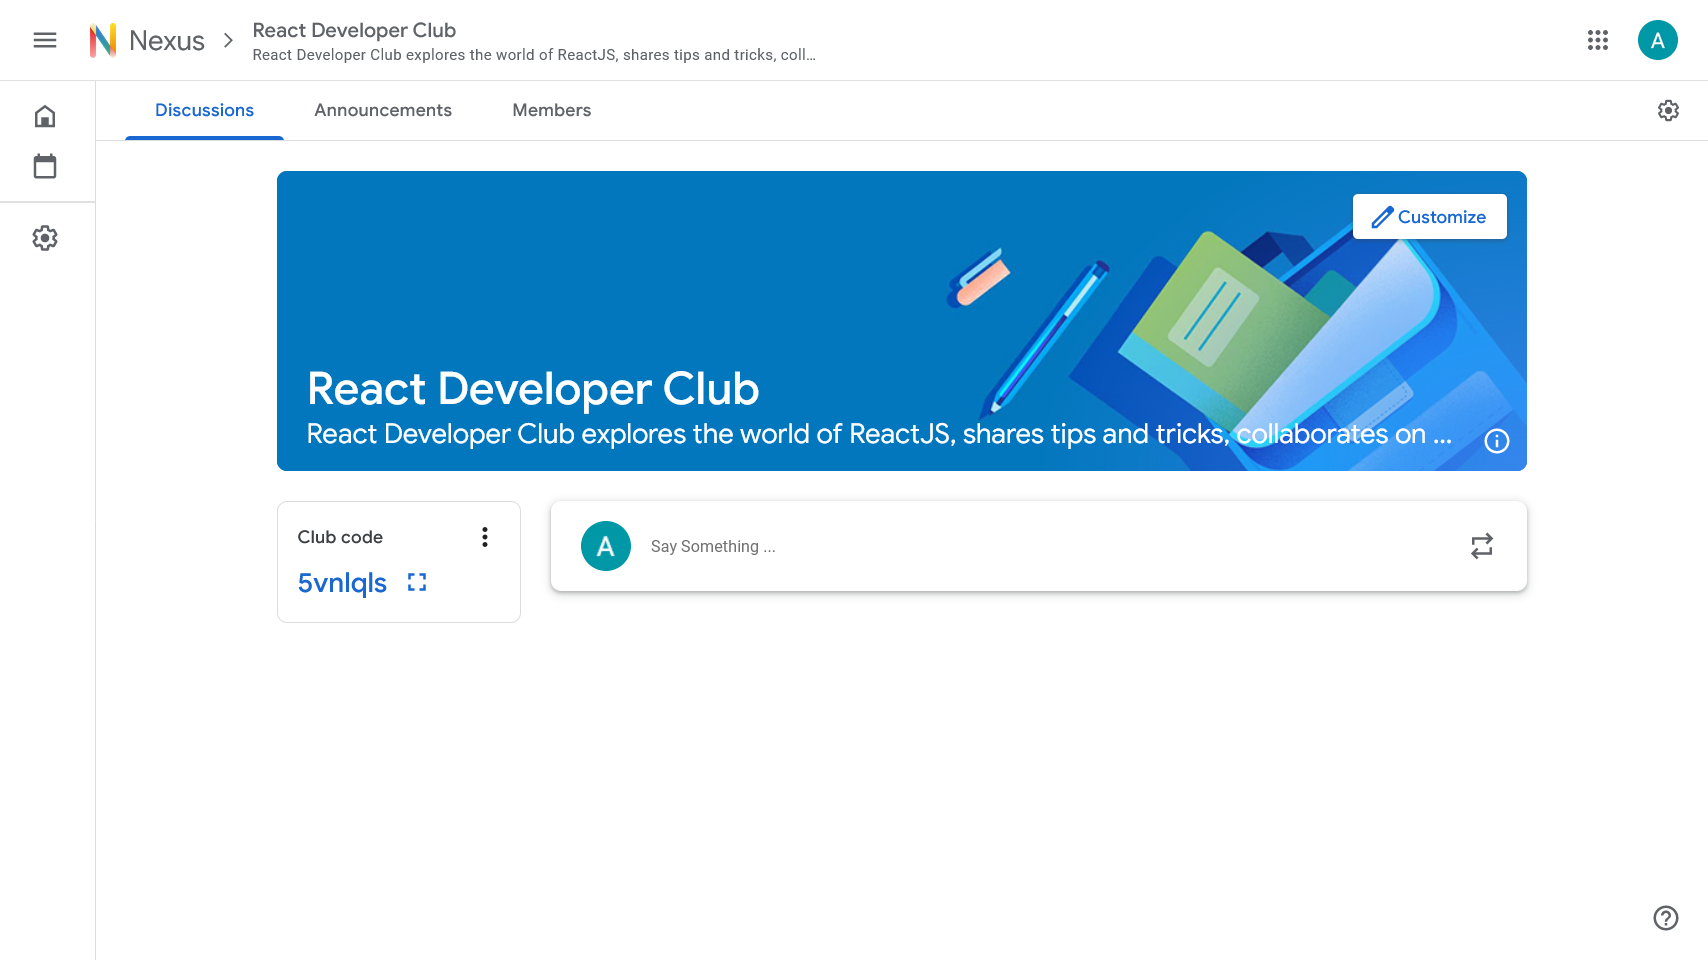 Nexus
React Developer Club
React Developer Club explores the world of ReactJS, shares tips and tricks, coll...
A
Discussions
Announcements
Members
Customize
React Developer Club
React Developer Club explores the world of ReactJS, shares tips and tricks, collaborates on ...
Club code
5vnlqls
A
Say Something ...